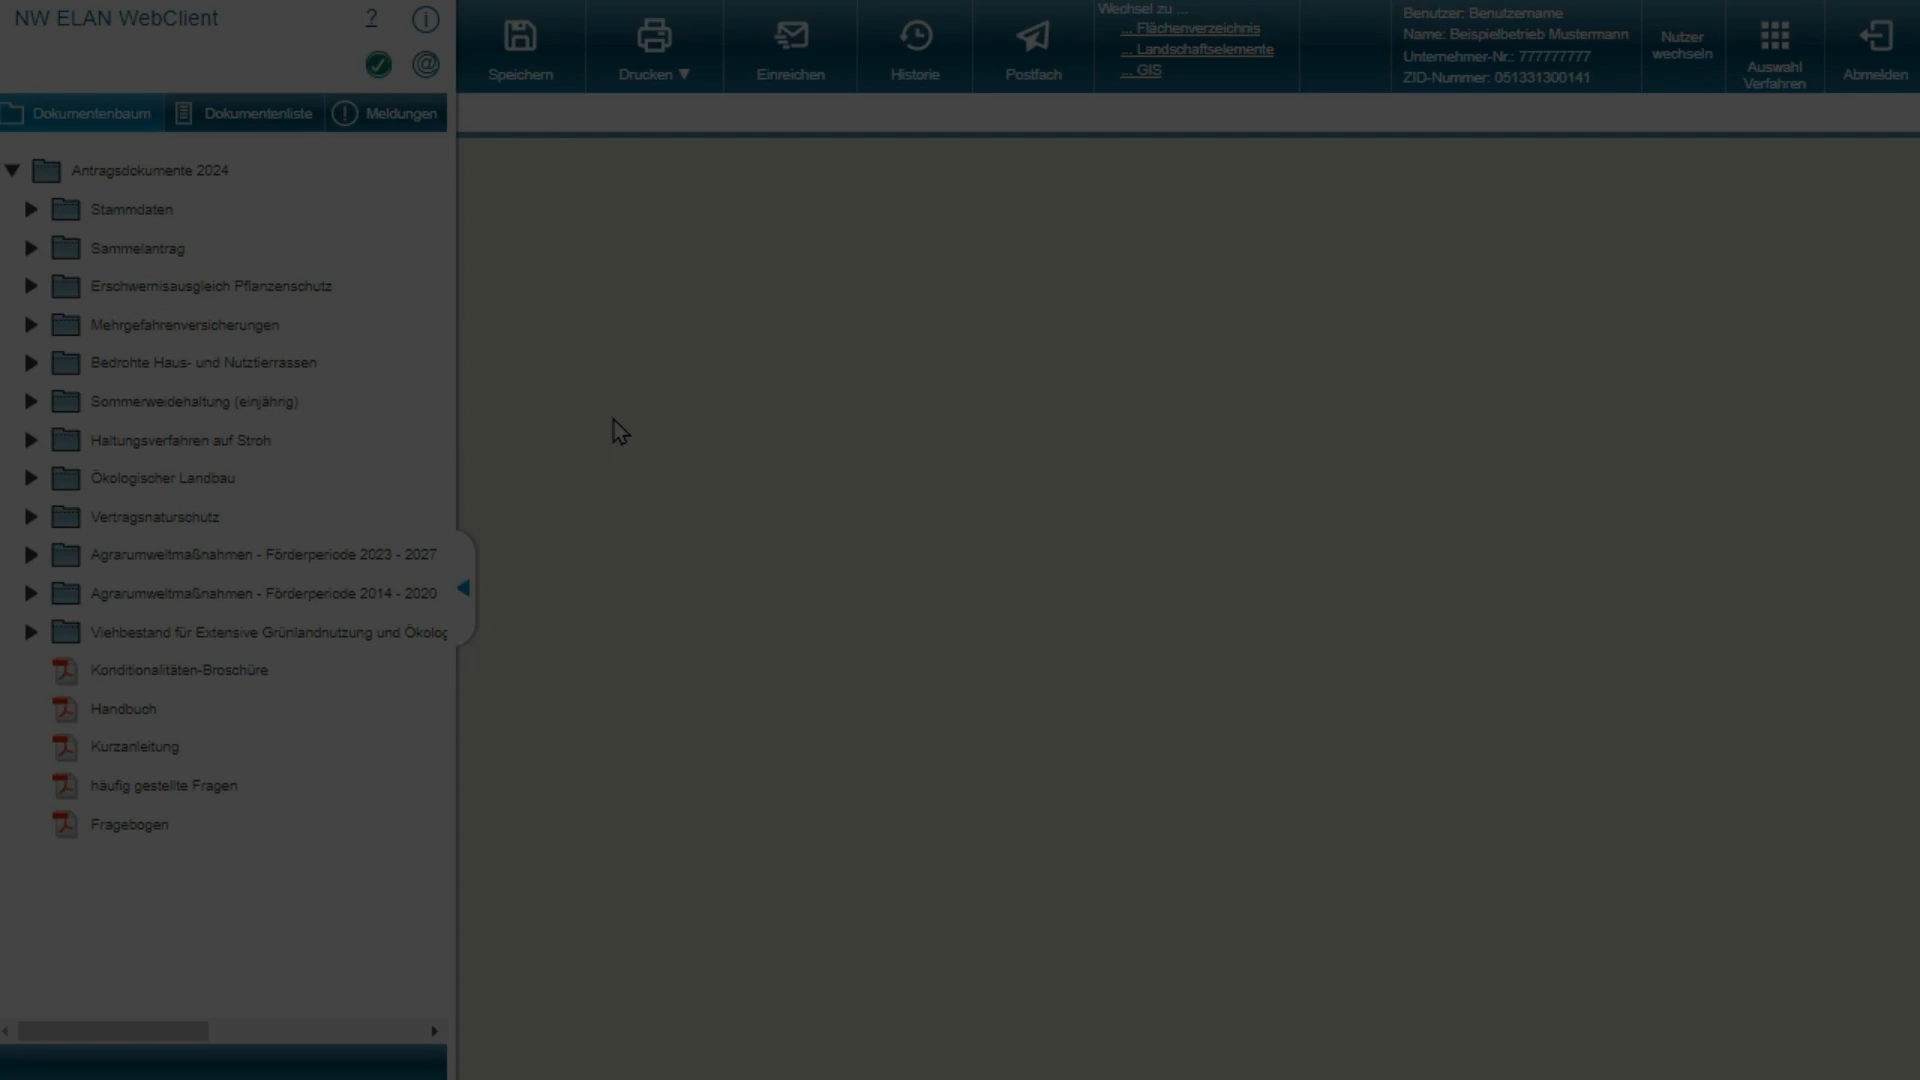 NW ELAN WebClient
?
Speichern
Drucken ▼
Einreichen
Historie
Postfach
Wechsel zu ...
... Flächenverzeichnis
... Landschaftselemente
... GIS
Benutzer: Benutzername
Name: Beispielbetrieb Mustermann
Unternehmer-Nr.: 777777777
ZID-Nummer: 051331300141
Nutzer
wechseln
Auswahl
Verfahren
Abmelden
Dokumentenbaum
Dokumentenliste
Meldungen
Antragsdokumente 2024
Stammdaten
Sammelantrag
Erschwernisausgleich Pflanzenschutz
Mehrgefahrenversicherungen
Bedrohte Haus- und Nutztierrassen
Sommerweidehaltung (einjährig)
Haltungsverfahren auf Stroh
Ökologischer Landbau
Vertragsnaturschutz
Agrarumweltmaßnahmen - Förderperiode 2023 - 2027
Agrarumweltmaßnahmen - Förderperiode 2014 - 2020
Viehbestand für Extensive Grünlandnutzung und Ökolog
Konditionalitäten-Broschüre
Handbuch
Kurzanleitung
häufig gestellte Fragen
Fragebogen